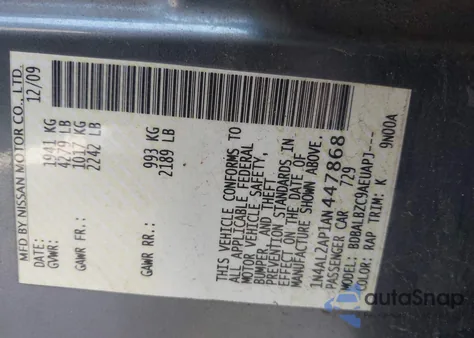 MFD BY NISSAN MOTOR CO., LTD.
DATE: 12/09
GVWR: 1941 KG
4279 LB
GAWR FR: 1017 KG
2242 LB
GAWR RR: 993 KG
2189 LB
THIS VEHICLE CONFORMS TO
ALL APPLICABLE FEDERAL
MOTOR VEHICLE SAFETY,
BUMPER, AND THEFT
PREVENTION STANDARDS IN
EFFECT ON THE DATE OF
MANUFACTURE SHOWN ABOVE.
1N4AL2AP1AN447868
PASSENGER CAR 729
MODEL: BDBALBZC9AEUAPJ---
COLOR: RAP TRIM: K 9N00A
autoSnap